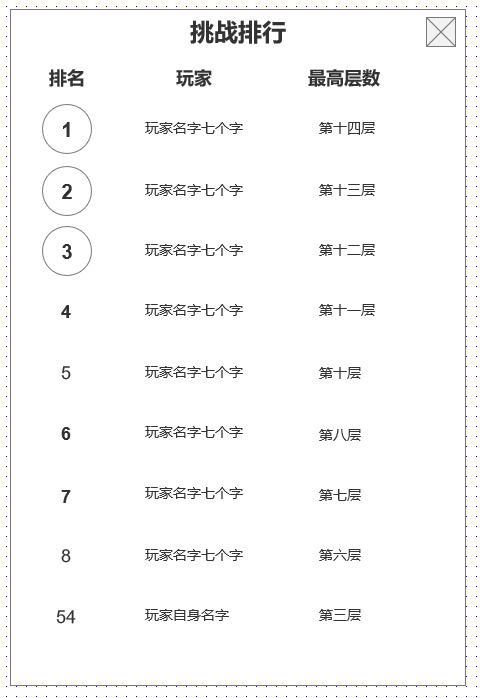 挑战排行
排名 玩家 最高层数
1 玩家名字七个字 第十四层
2 玩家名字七个字 第十三层
3 玩家名字七个字 第十二层
4 玩家名字七个字 第十一层
5 玩家名字七个字 第十层
6 玩家名字七个字 第八层
7 玩家名字七个字 第七层
8 玩家名字七个字 第六层
54 玩家自身名字 第三层